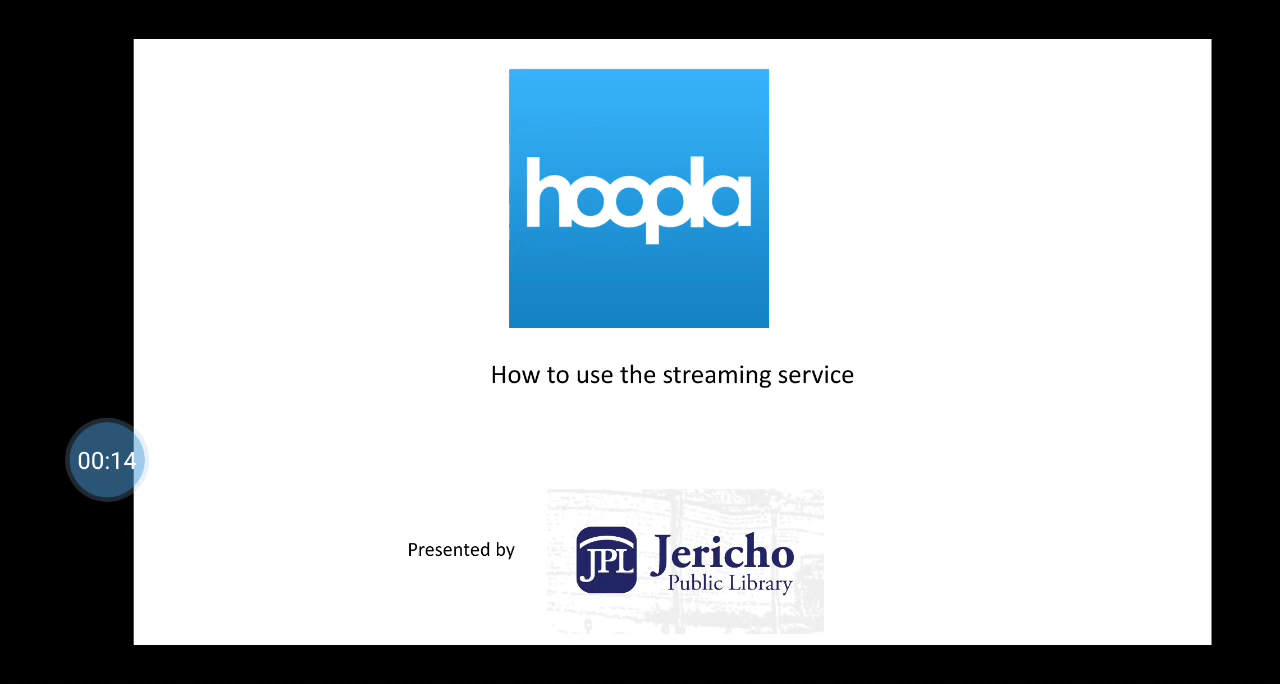 hoopla
How to use the streaming service
00:14
Presented by
JPL Jericho
Public Library